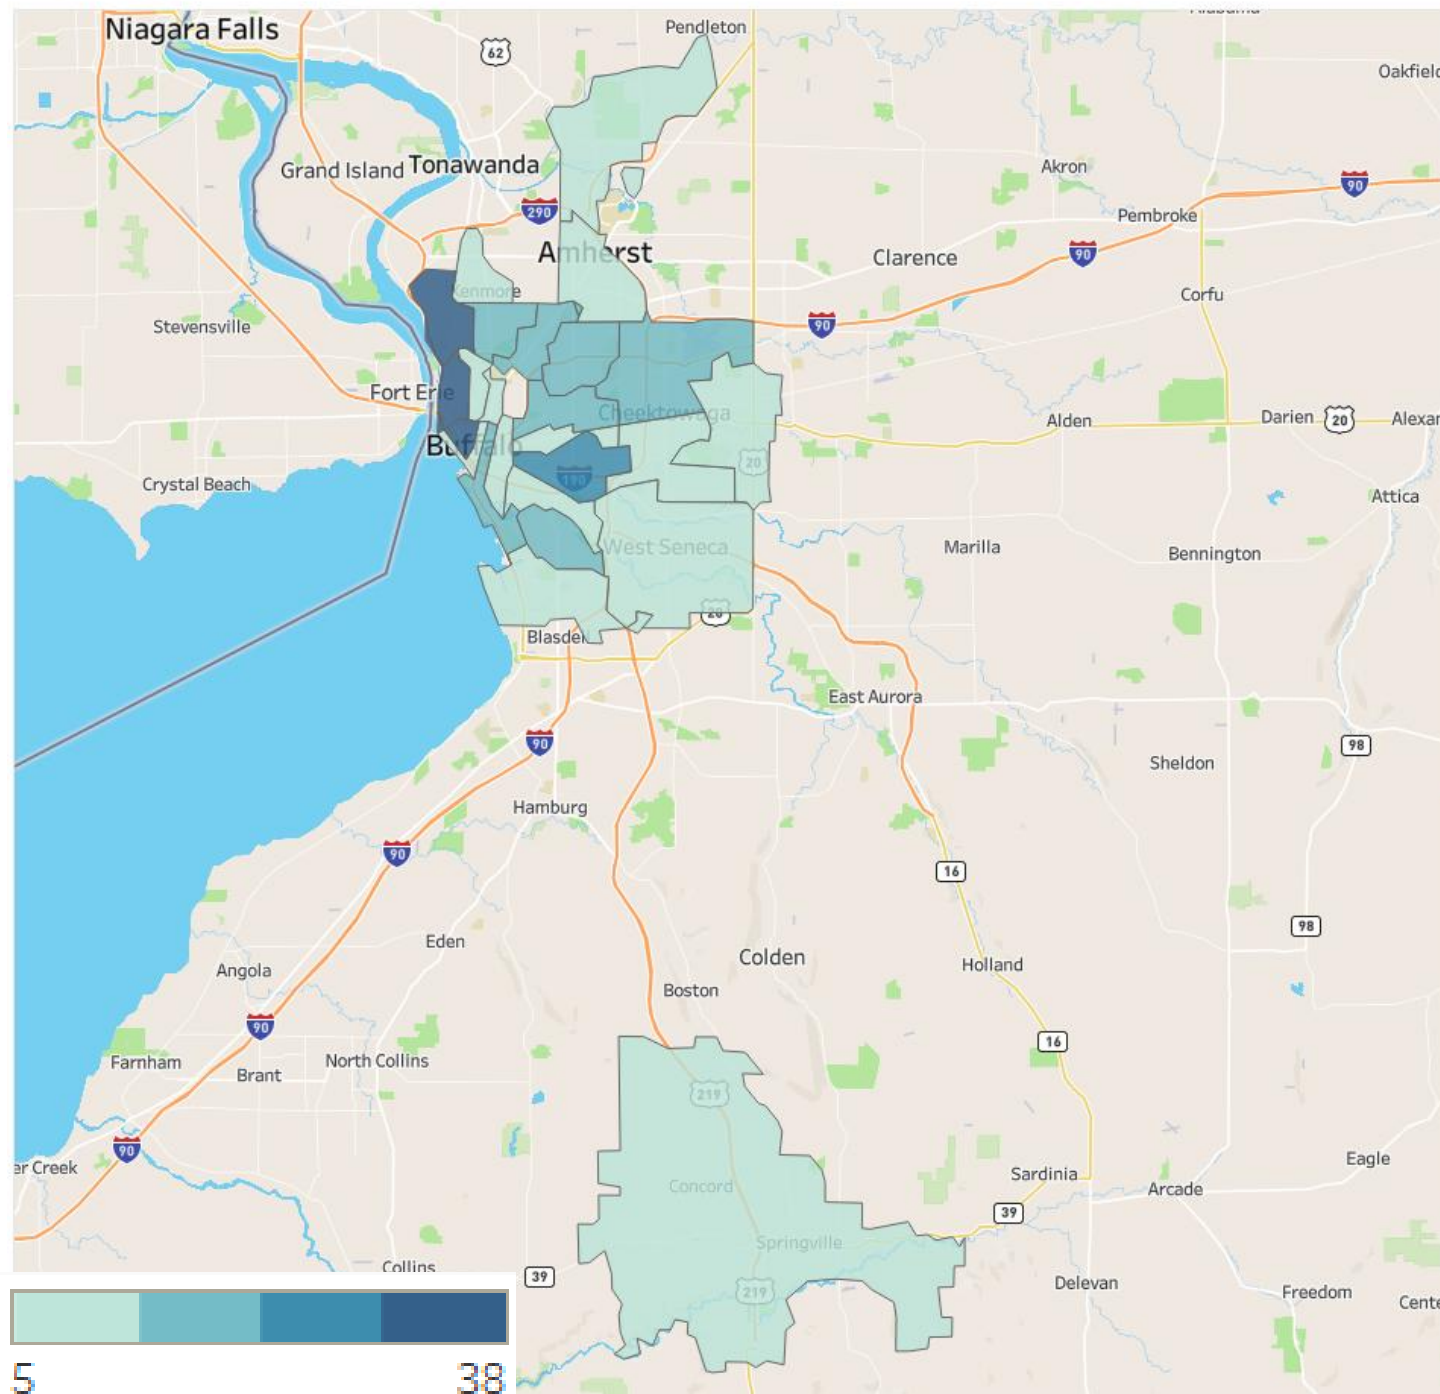 Niagara Falls
Pendleton
62
Oakfield
Grand Island
Tonawanda
Akron
90
290
Pembroke
Amherst
Clarence
90
Kenmore
Corfu
Stevensville
90
Fort Erie
Cheektowaga
Alden
Darien
20
Buffalo
20
190
Crystal Beach
Attica
West Seneca
Marilla
Bennington
20
Blasdell
East Aurora
90
98
Sheldon
Hamburg
90
16
98
Eden
Colden
Holland
Angola
Boston
90
16
Farnham
Brant
North Collins
219
90
er Creek
Concord
Sardinia
Eagle
Arcade
39
Springville
Collins
39
219
Delevan
Freedom
Cente
5
38